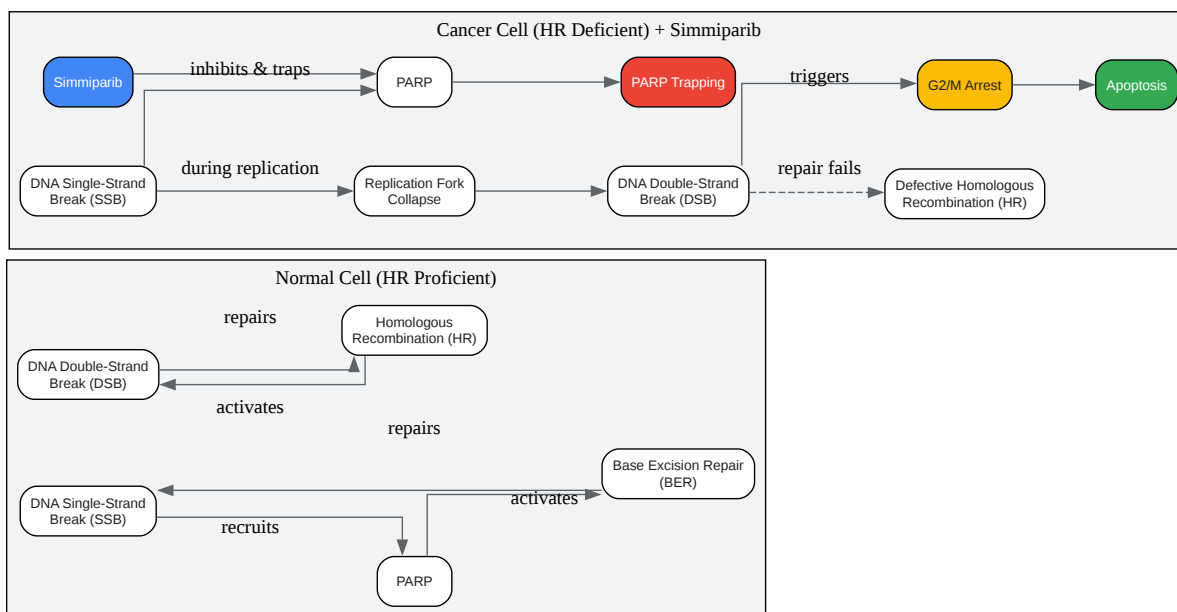 Cancer Cell (HR Deficient) + Simmiparib
Simmiparib
inhibits & traps
PARP
PARP Trapping
triggers
G2/M Arrest
Apoptosis
DNA Single-Strand
Break (SSB)
during replication
Replication Fork
Collapse
DNA Double-Strand
Break (DSB)
repair fails
Defective Homologous
Recombination (HR)
Normal Cell (HR Proficient)
repairs
Homologous
Recombination (HR)
DNA Double-Strand
Break (DSB)
activates
repairs
Base Excision Repair
(BER)
DNA Single-Strand
Break (SSB)
activates
recruits
PARP